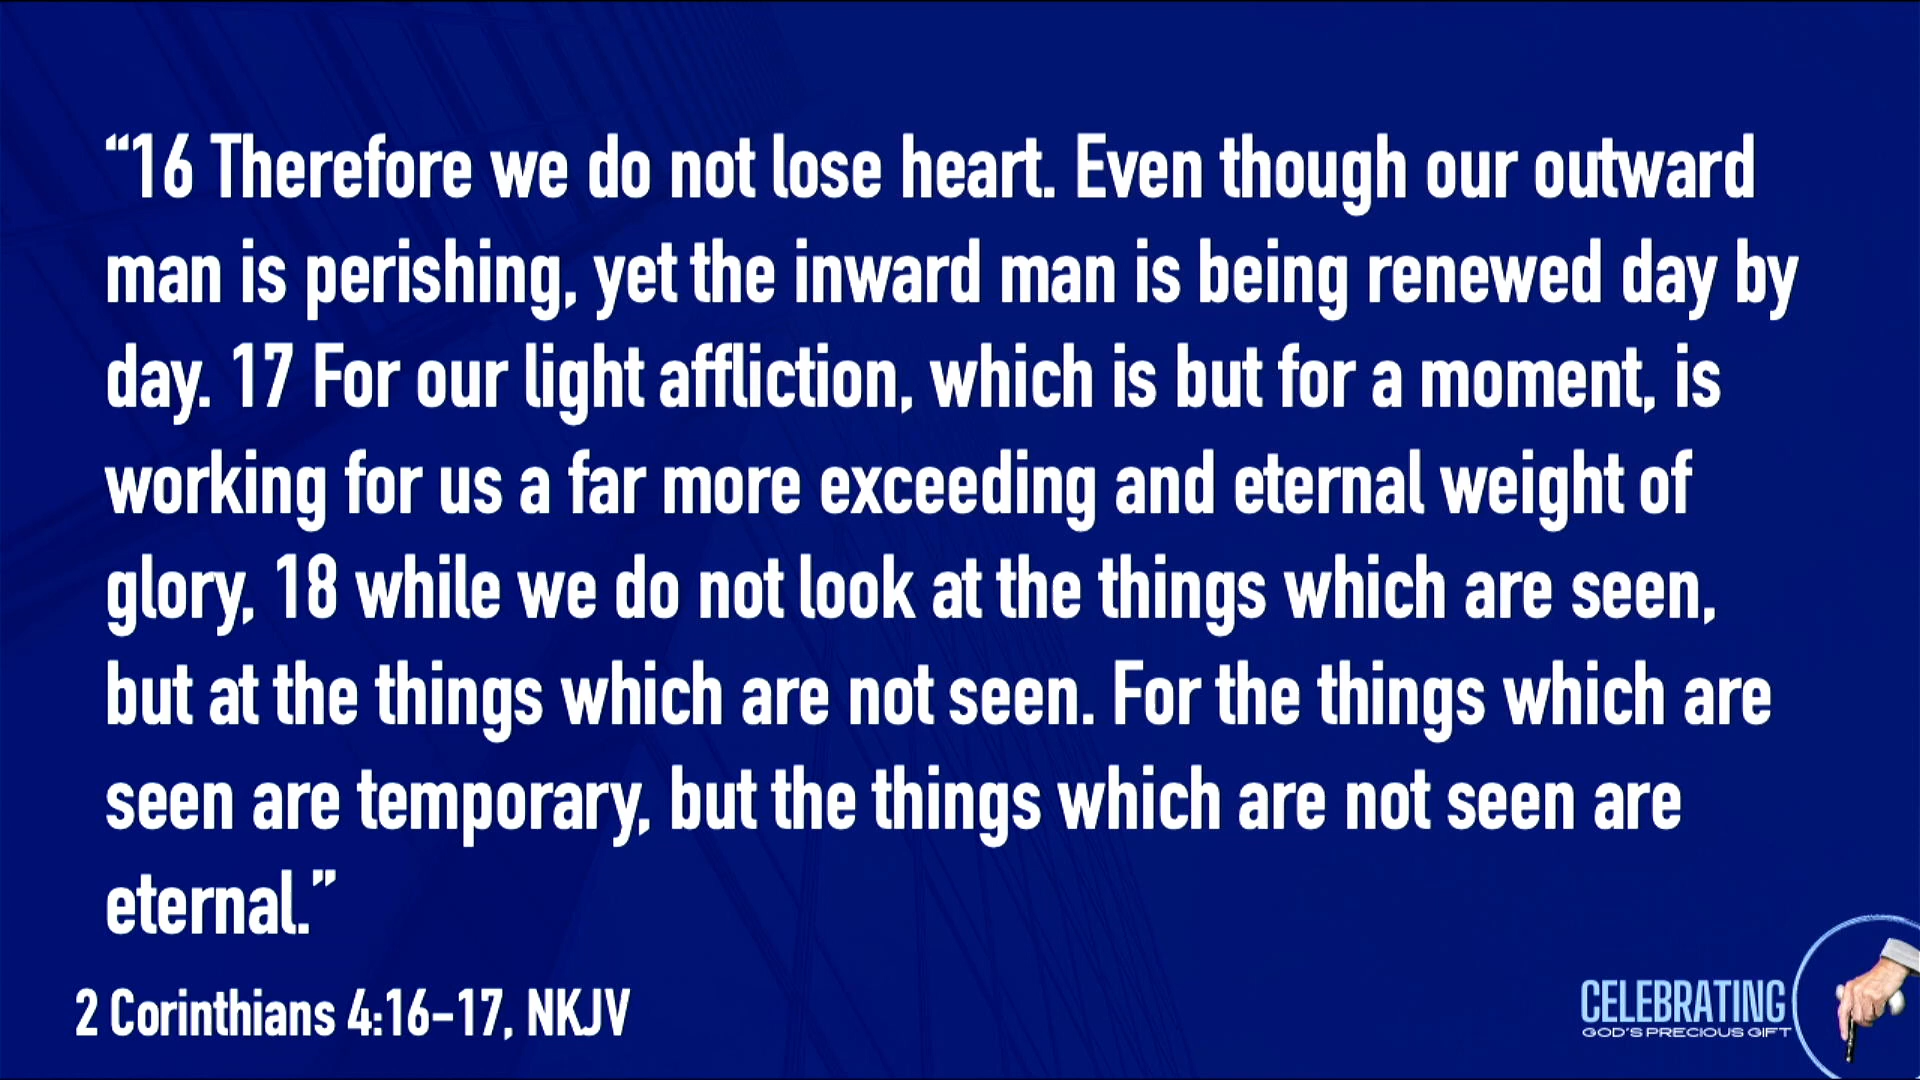 “16 Therefore we do not lose heart. Even though our outward
man is perishing, yet the inward man is being renewed day by
day. 17 For our light affliction, which is but for a moment, is
working for us a far more exceeding and eternal weight of
glory, 18 while we do not look at the things which are seen,
but at the things which are not seen. For the things which are
seen are temporary, but the things which are not seen are
eternal.”
2 Corinthians 4:16-17, NKJV
CELEBRATING
GOD'S PRECIOUS GIFT